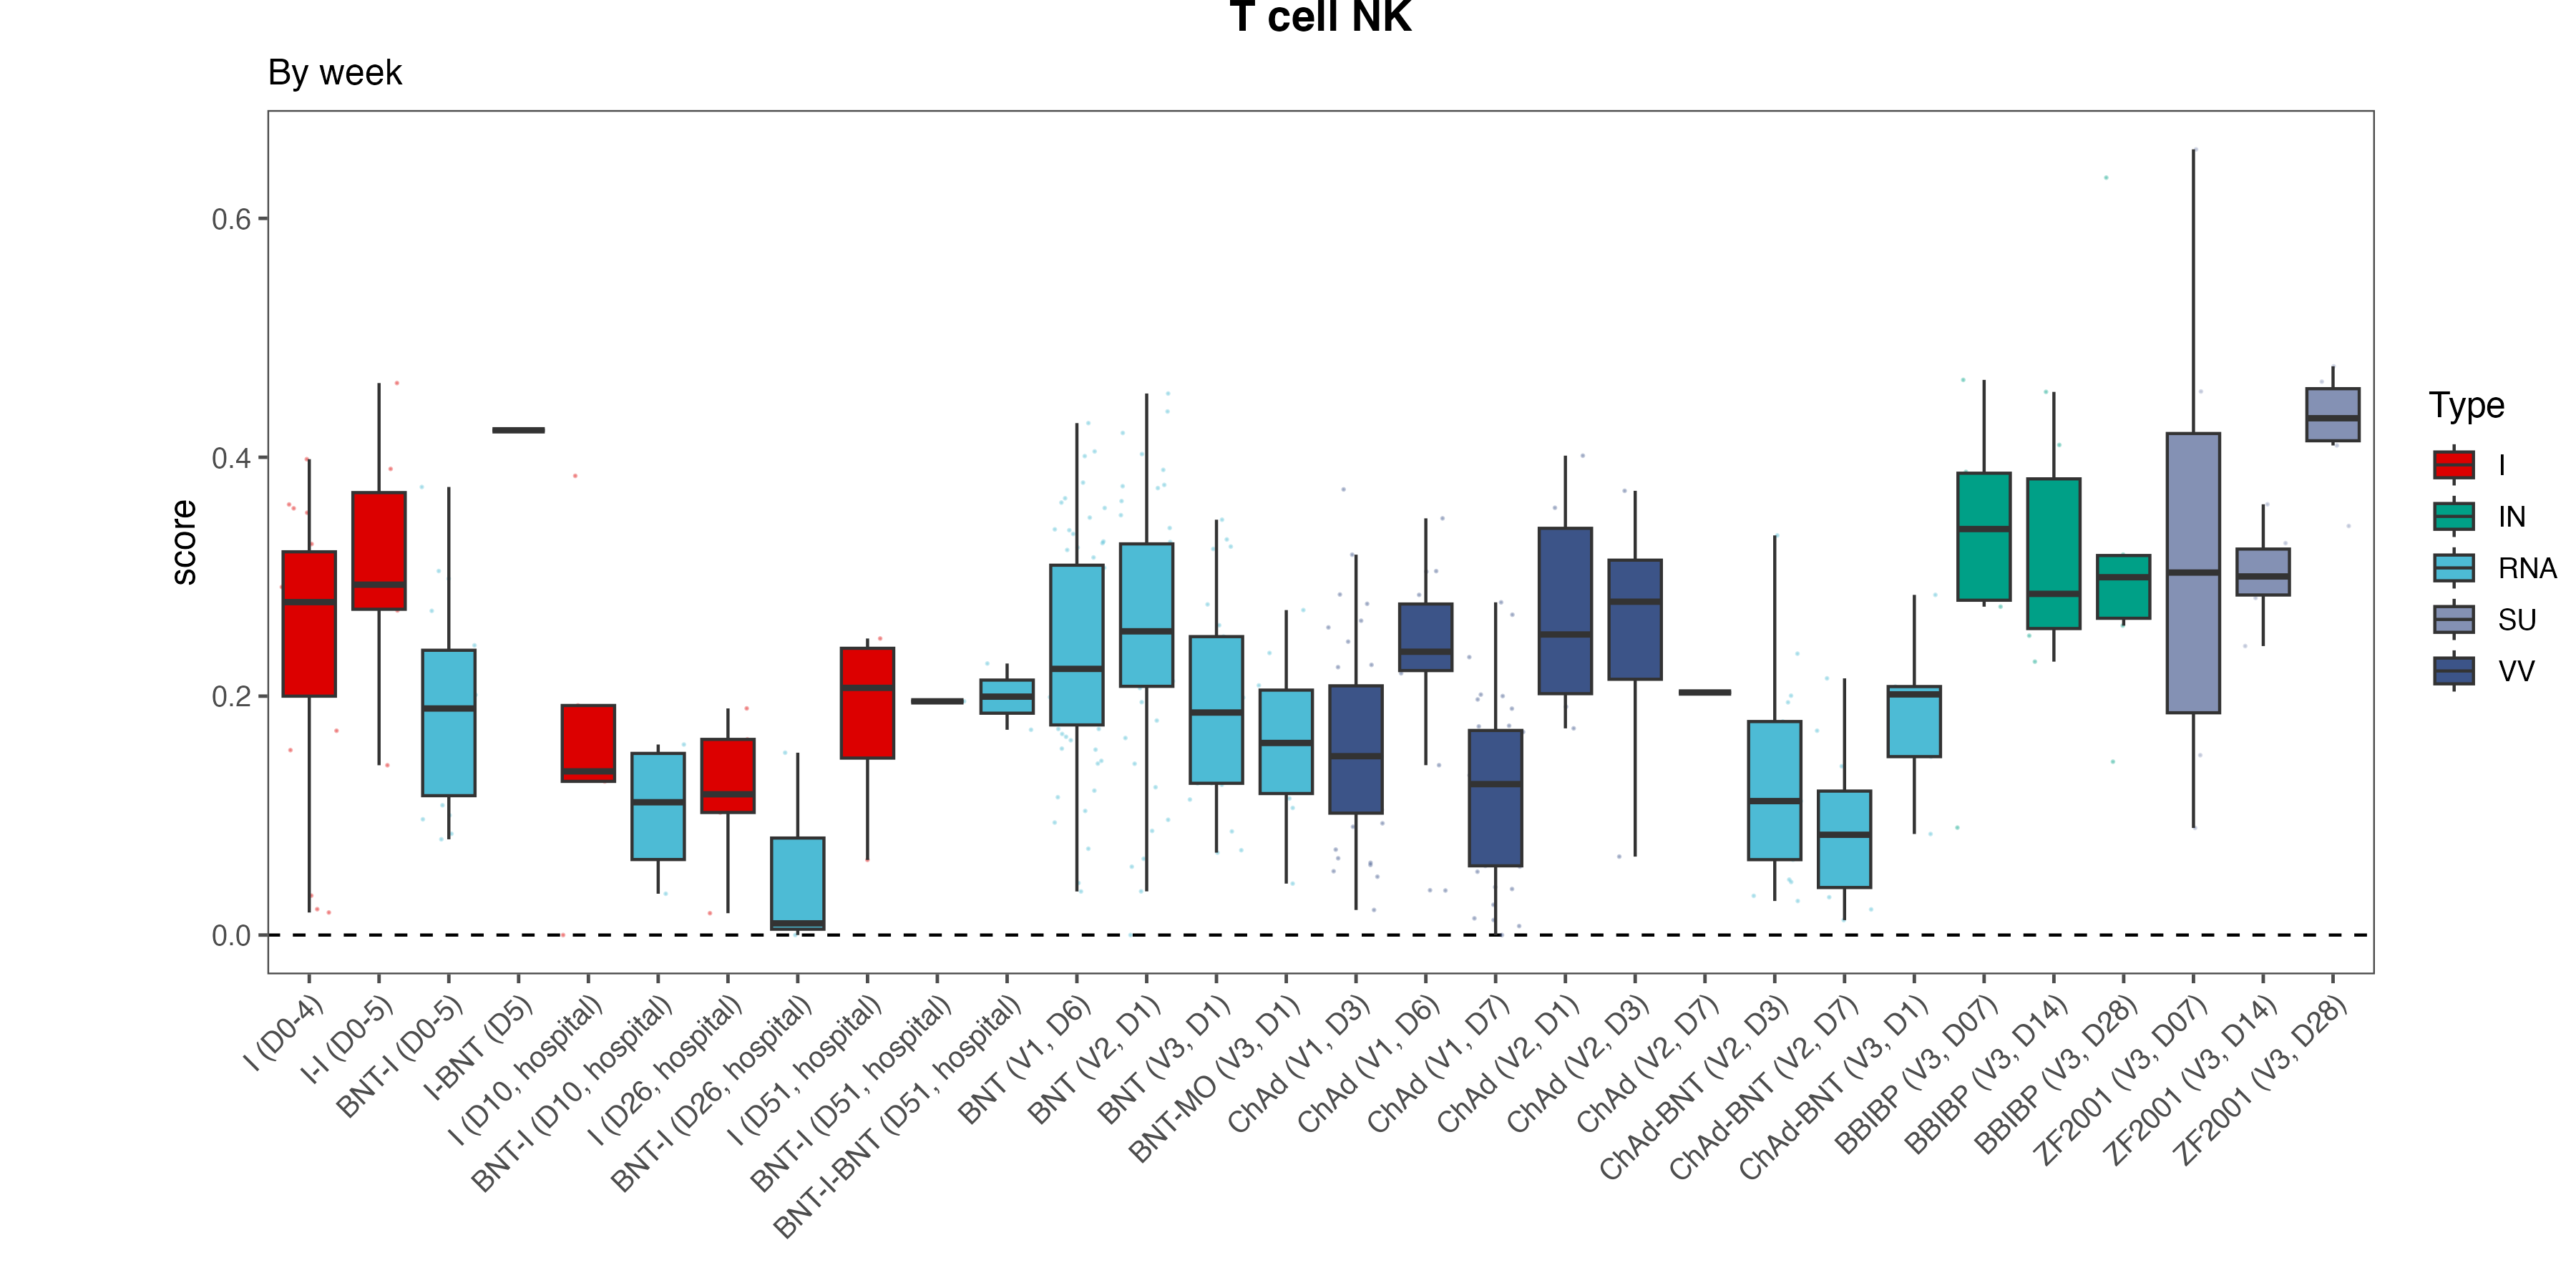 T cell NK
By week
score
0.6
0.4
0.2
0.0
I (D0-4)
I-I (D0-5)
BNT-I (D0-5)
I-BNT (D5)
I (D10, hospital)
BNT-I (D10, hospital)
I (D26, hospital)
BNT-I (D26, hospital)
I (D51, hospital)
BNT-I (D51, hospital)
BNT-I-BNT (D51, hospital)
BNT (V1, D6)
BNT (V2, D1)
BNT (V3, D1)
BNT-MO (V3, D1)
ChAd (V1, D3)
ChAd (V1, D6)
ChAd (V1, D7)
ChAd (V2, D1)
ChAd (V2, D3)
ChAd (V2, D7)
ChAd-BNT (V2, D3)
ChAd-BNT (V2, D7)
ChAd-BNT (V3, D1)
BBIBP (V3, D07)
BBIBP (V3, D14)
BBIBP (V3, D28)
ZF2001 (V3, D07)
ZF2001 (V3, D14)
ZF2001 (V3, D28)
Type
I
IN
RNA
SU
VV